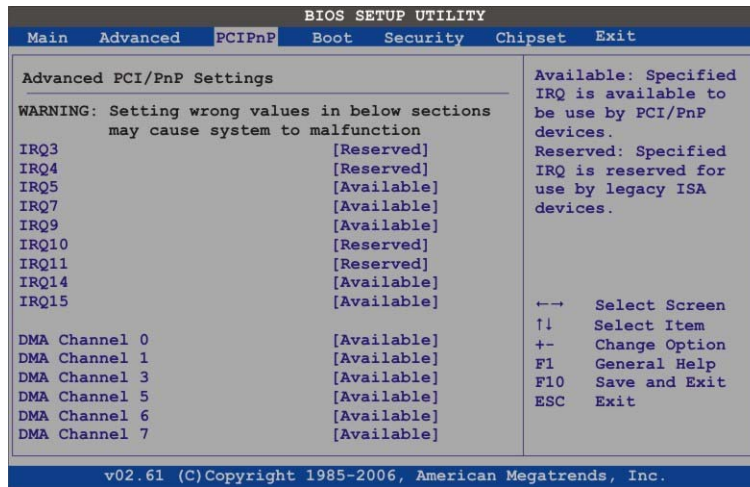 BIOS SETUP UTILITY
Main Advanced PCIPnP Boot Security Chipset Exit
Advanced PCI/PnP Settings
WARNING: Setting wrong values in below sections
may cause system to malfunction
IRQ3 [Reserved]
IRQ4 [Reserved]
IRQ5 [Available]
IRQ7 [Available]
IRQ9 [Available]
IRQ10 [Reserved]
IRQ11 [Reserved]
IRQ14 [Available]
IRQ15 [Available]
DMA Channel 0 [Available]
DMA Channel 1 [Available]
DMA Channel 3 [Available]
DMA Channel 5 [Available]
DMA Channel 6 [Available]
DMA Channel 7 [Available]
Available: Specified
IRQ is available to
be use by PCI/PnP
devices.
Reserved: Specified
IRQ is reserved for
use by legacy ISA
devices.
←→ Select Screen
↑↓ Select Item
+- Change Option
F1 General Help
F10 Save and Exit
ESC Exit
v02.61 (C)Copyright 1985-2006, American Megatrends, Inc.